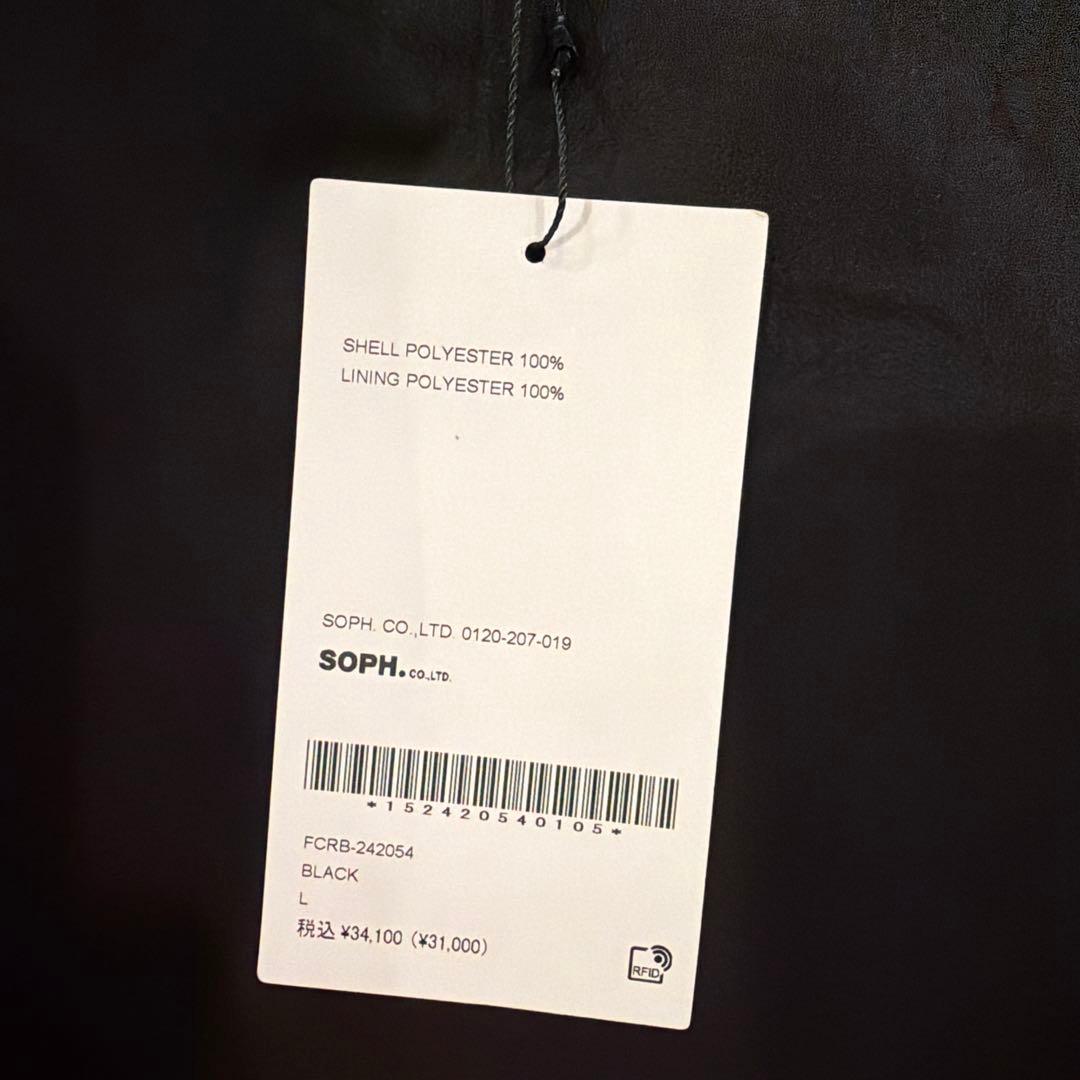 SHELL POLYESTER 100%
LINING POLYESTER 100%
SOPH. CO.,LTD. 0120-207-019
SOPH. CO.,LTD.
*152420540105*
FCRB-242054
BLACK
L
税込 ¥34,100 (¥31,000)
RFID